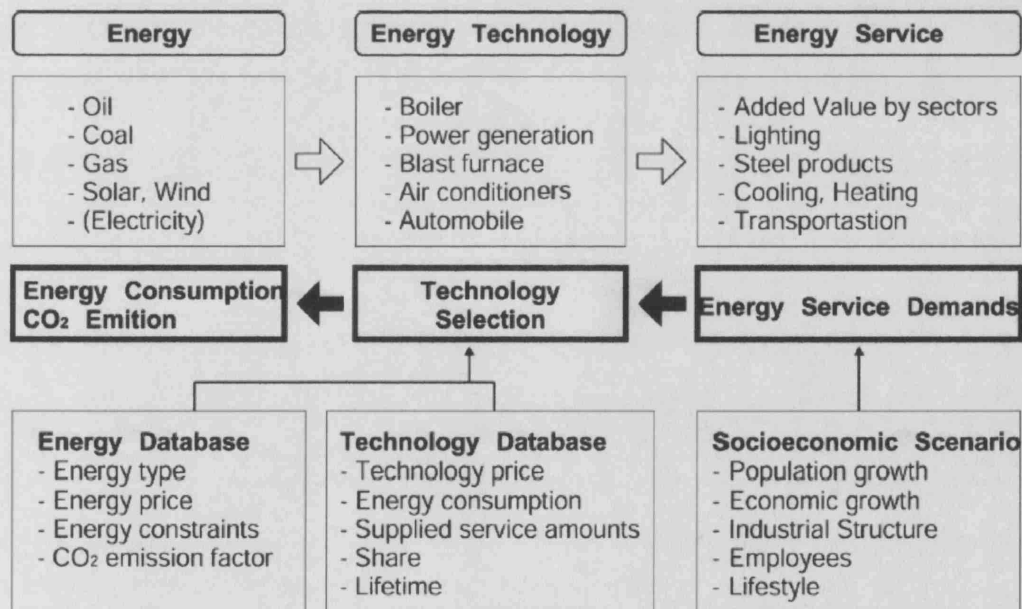 Energy
Energy Technology
Energy Service
- Oil
- Coal
- Gas
- Solar, Wind
- (Electricity)
- Boiler
- Power generation
- Blast furnace
- Air conditioners
- Automobile
- Added Value by sectors
- Lighting
- Steel products
- Cooling, Heating
- Transportastion
Energy Consumption
CO₂ Emition
Technology
Selection
Energy Service Demands
Energy Database
- Energy type
- Energy price
- Energy constraints
- CO₂ emission factor
Technology Database
- Technology price
- Energy consumption
- Supplied service amounts
- Share
- Lifetime
Socioeconomic Scenario
- Population growth
- Economic growth
- Industrial Structure
- Employees
- Lifestyle